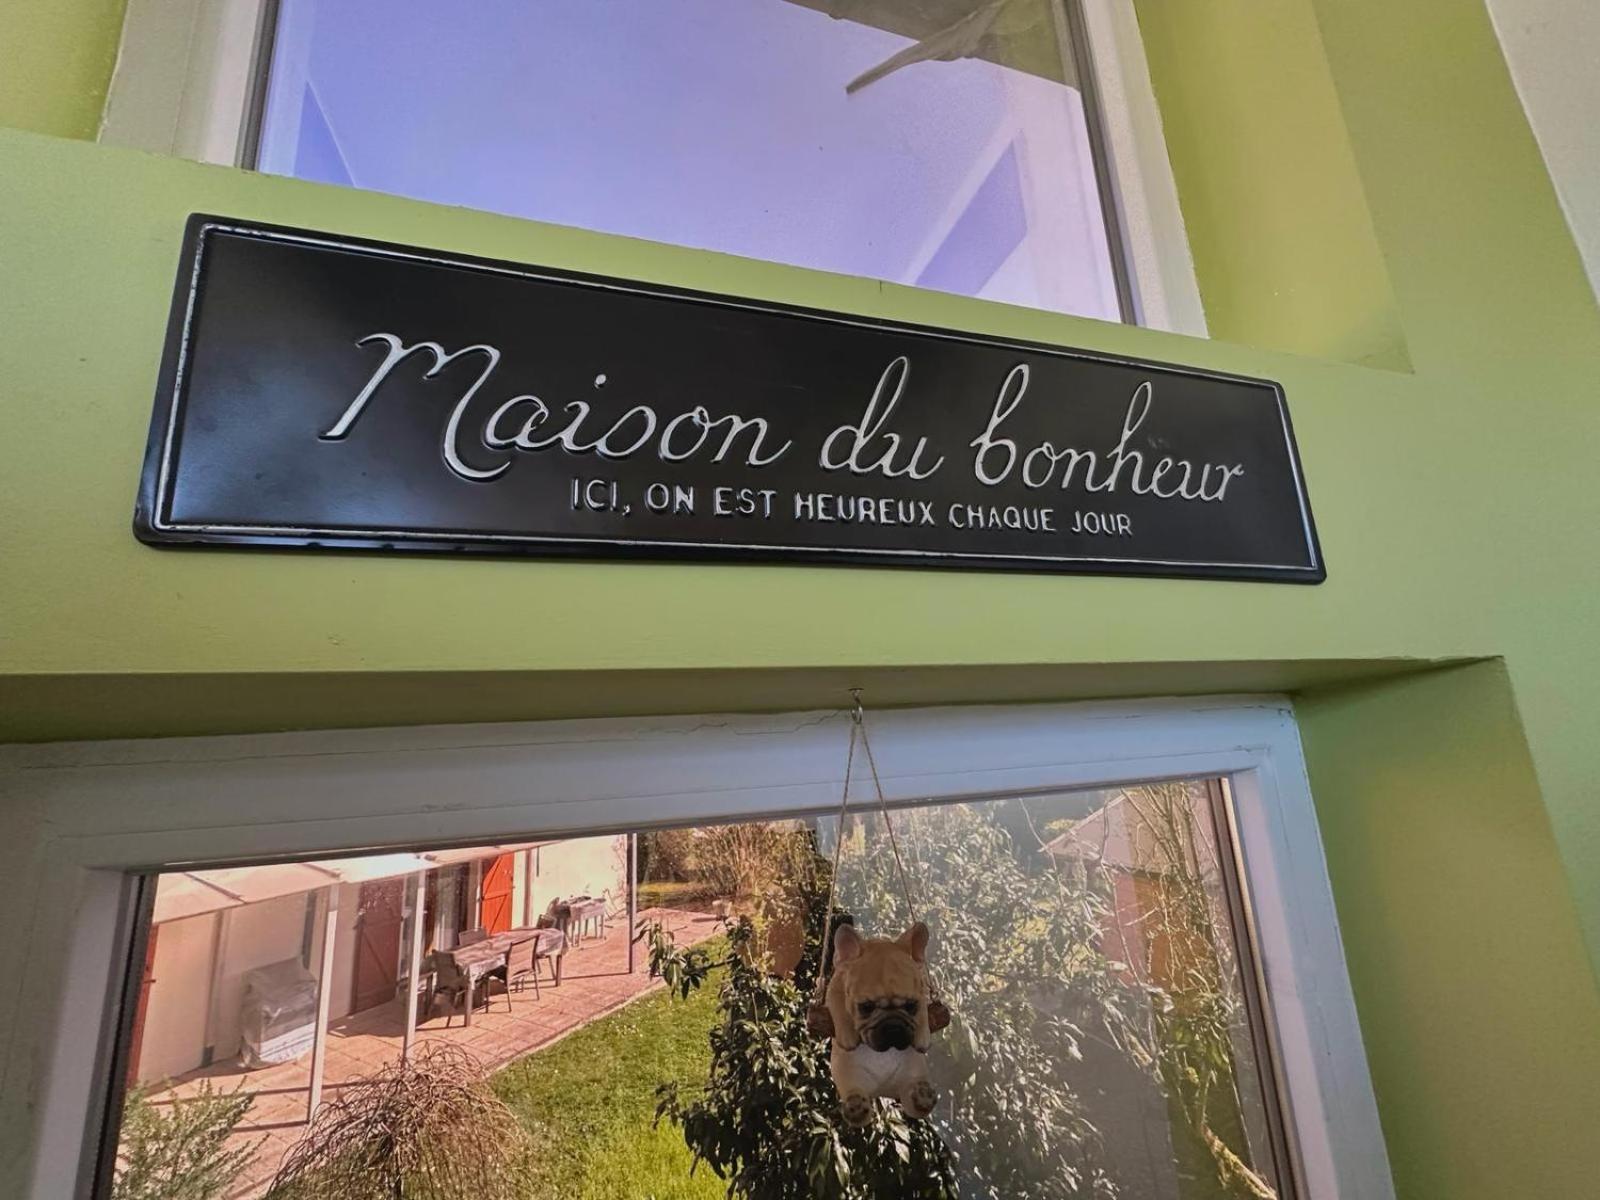 Maison du bonheur
ICI, ON EST HEUREUX CHAQUE JOUR